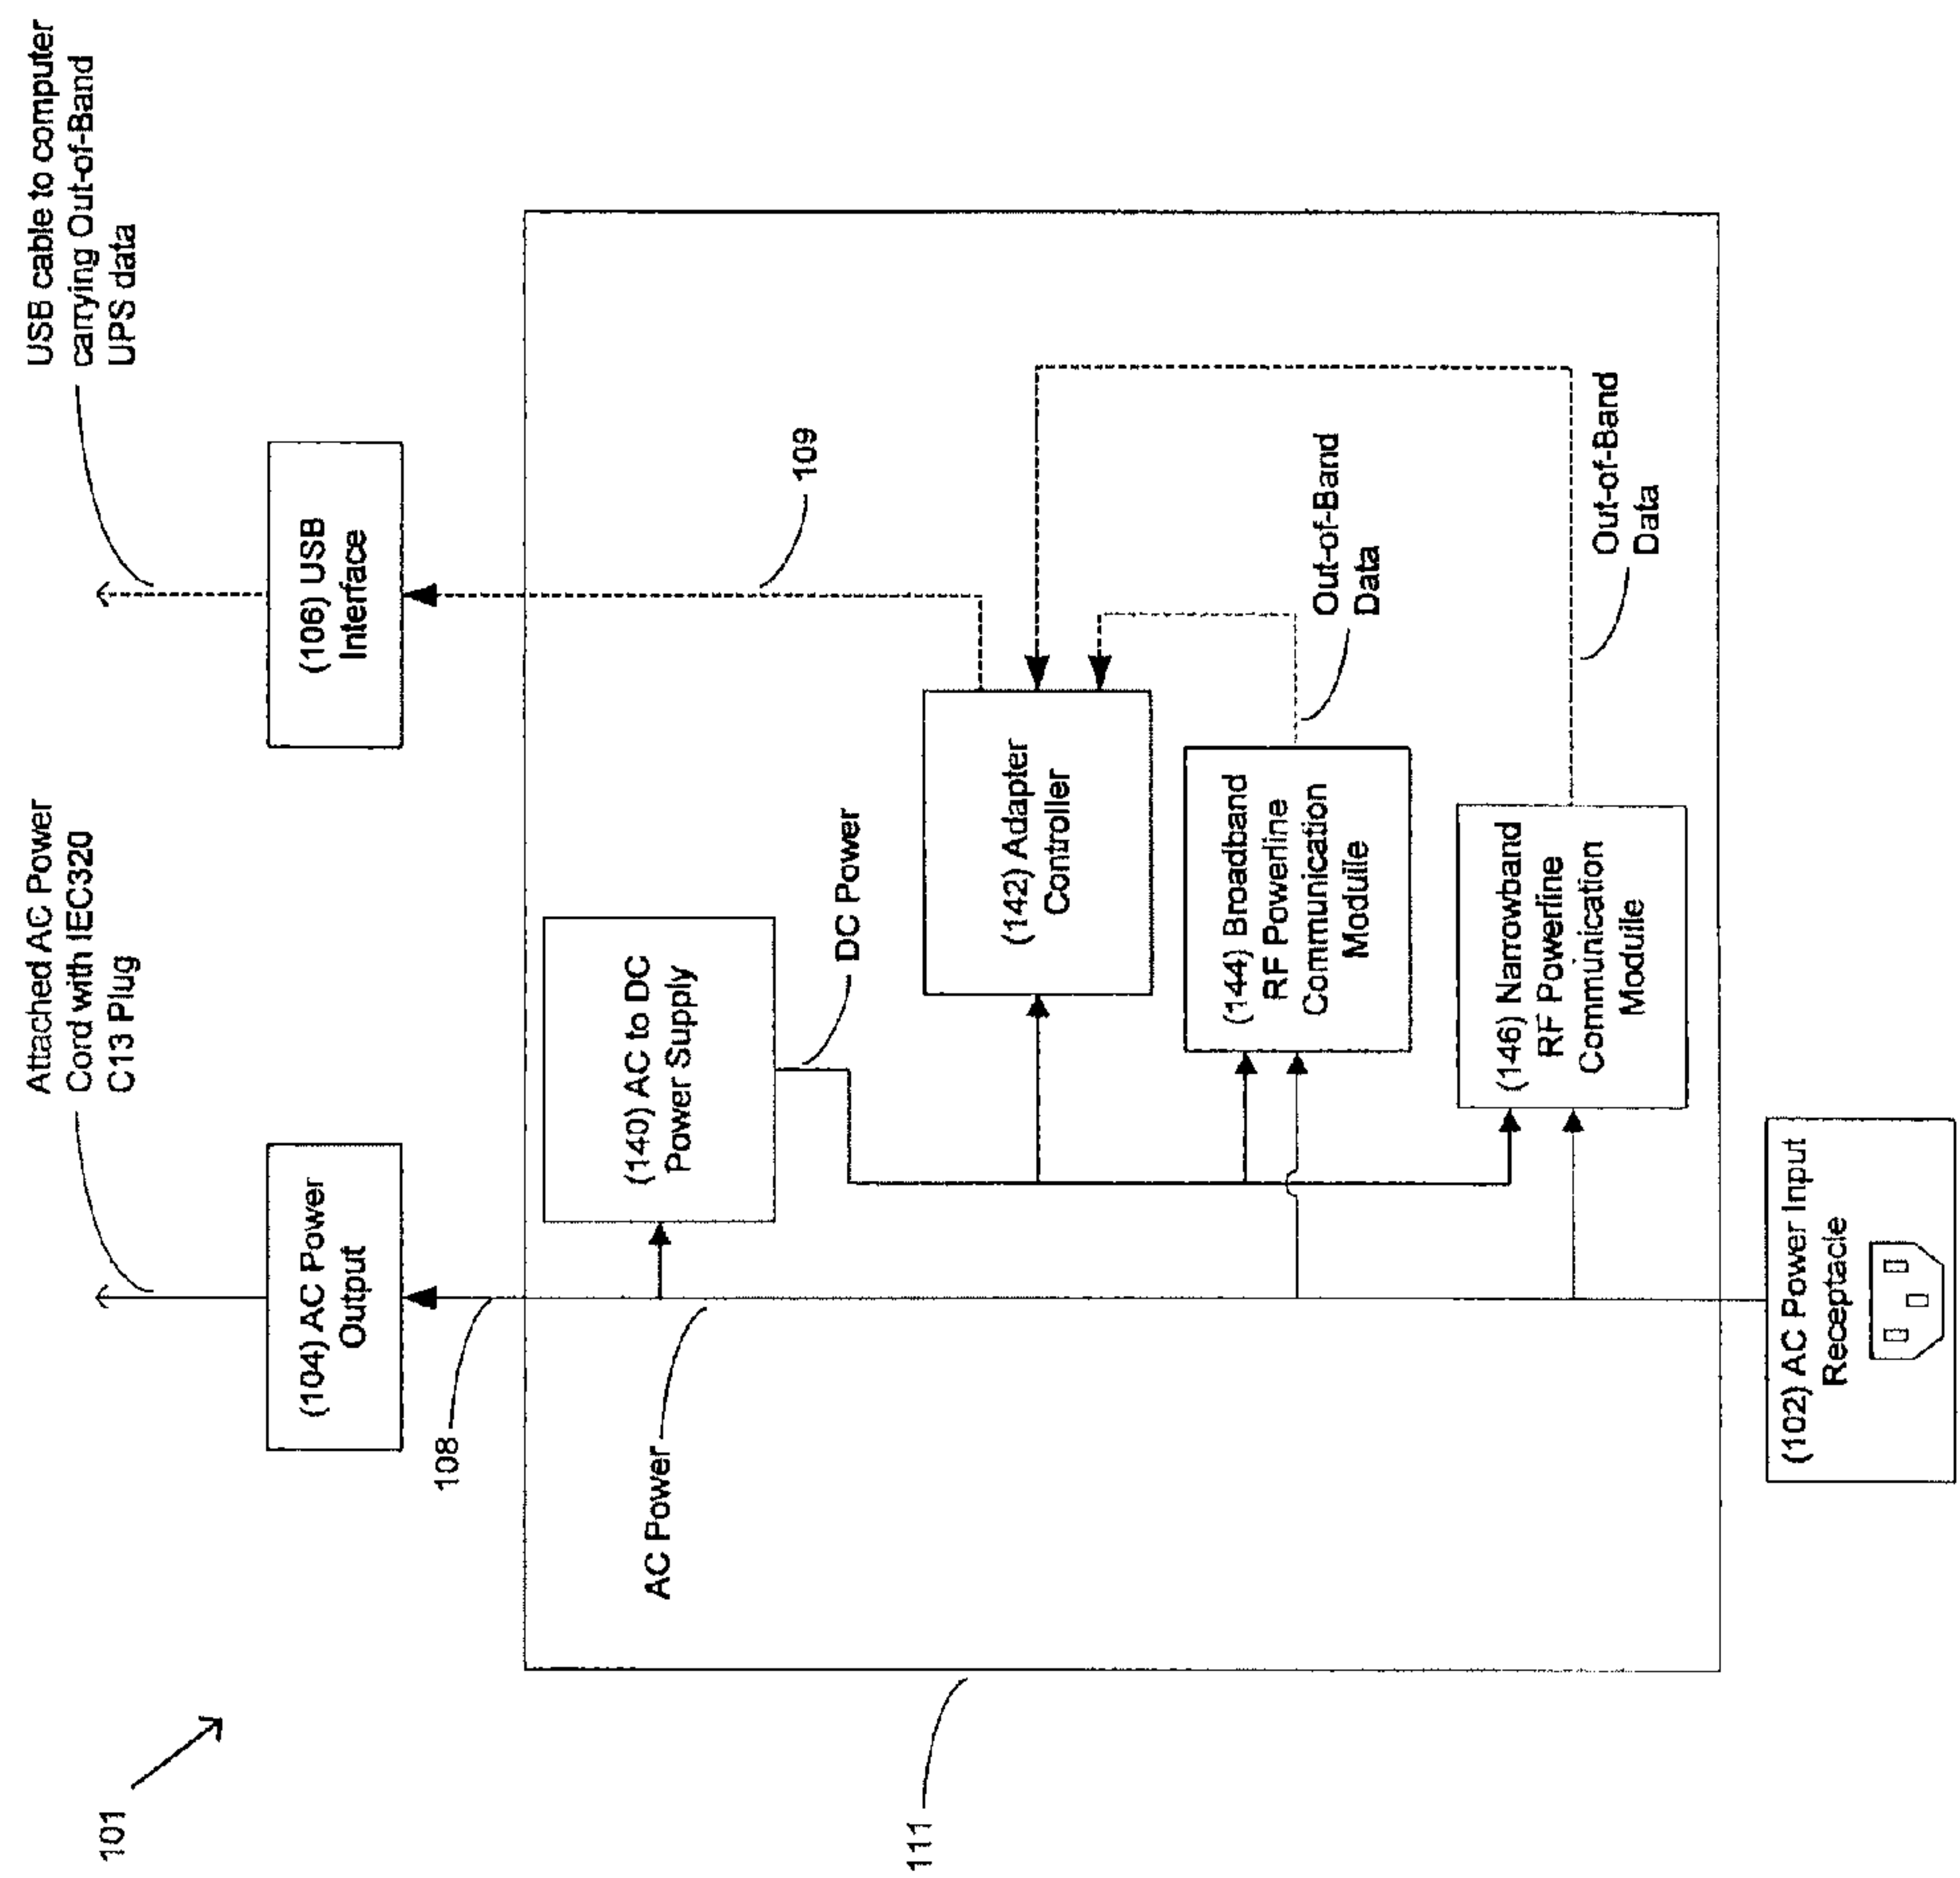 101
Attached AC Power
Cord with IEC320
C13 Plug
USB cable to computer
carrying Out-of-Band
UPS data
(104) AC Power
Output
(106) USB
Interface
108
109
AC Power
(140) AC to DC
Power Supply
DC Power
(142) Adapter
Controller
(144) Broadband
RF Powerline
Communication
Module
Out-of-Band
Data
(146) Narrowband
RF Powerline
Communication
Module
Out-of-Band
Data
111
(102) AC Power Input
Receptacle